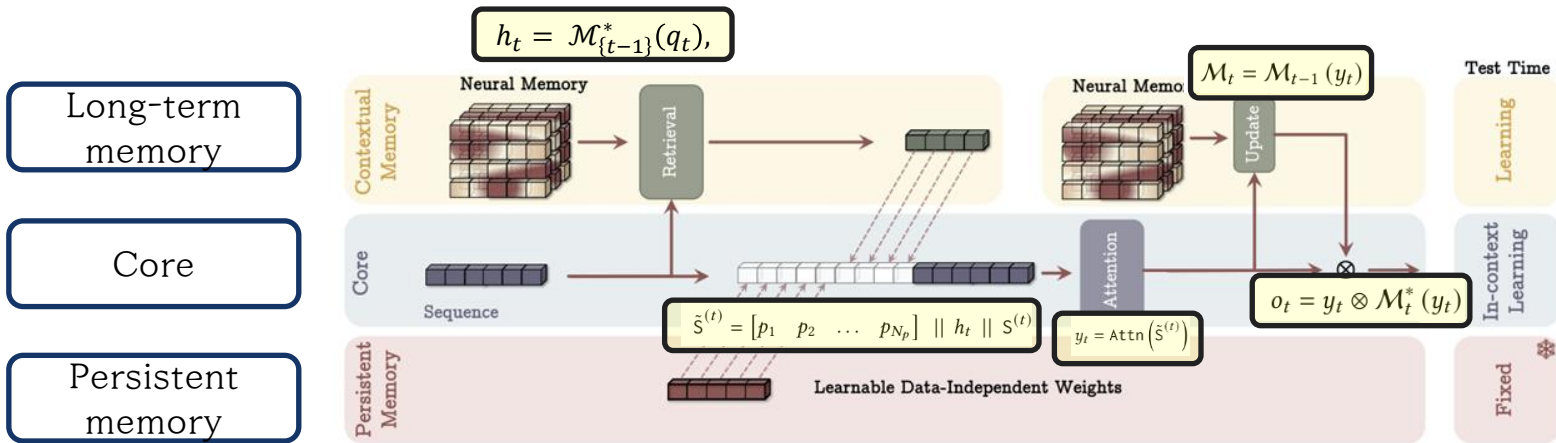 h_t = ℳ*_{t−1}(q_t),
ℳ_t = ℳ_{t−1} (y_t)
Test Time
Long-term
memory
Contextual
Memory
Neural Memory
Retrieval
Neural Memo
Update
Learning
Core
Core
Sequence
Attention
o_t = y_t ⊗ ℳ*_t (y_t)
In-context
Learning
S̃^(t) = [p_1 p_2 … p_{N_p}] || h_t || S^(t)
y_t = Attn(S̃^(t))
Persistent
memory
Persistent
Memory
Learnable Data-Independent Weights
Fixed